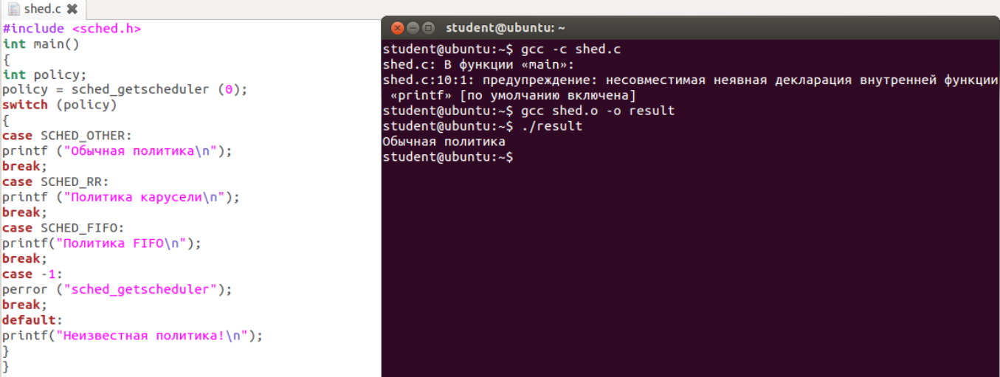 shed.c
#include <sched.h>
int main()
{
int policy;
policy = sched_getscheduler (0);
switch (policy)
{
case SCHED_OTHER:
printf ("Обычная политика\n");
break;
case SCHED_RR:
printf ("Политика карусели\n");
break;
case SCHED_FIFO:
printf("Политика FIFO\n");
break;
case -1:
perror ("sched_getscheduler");
break;
default:
printf("Неизвестная политика!\n");
}
}
student@ubuntu: ~
student@ubuntu:~$ gcc -c shed.c
shed.c: В функции «main»:
shed.c:10:1: предупреждение: несовместимая неявная декларация внутренней функции
«printf» [по умолчанию включена]
student@ubuntu:~$ gcc shed.o -o result
student@ubuntu:~$ ./result
Обычная политика
student@ubuntu:~$